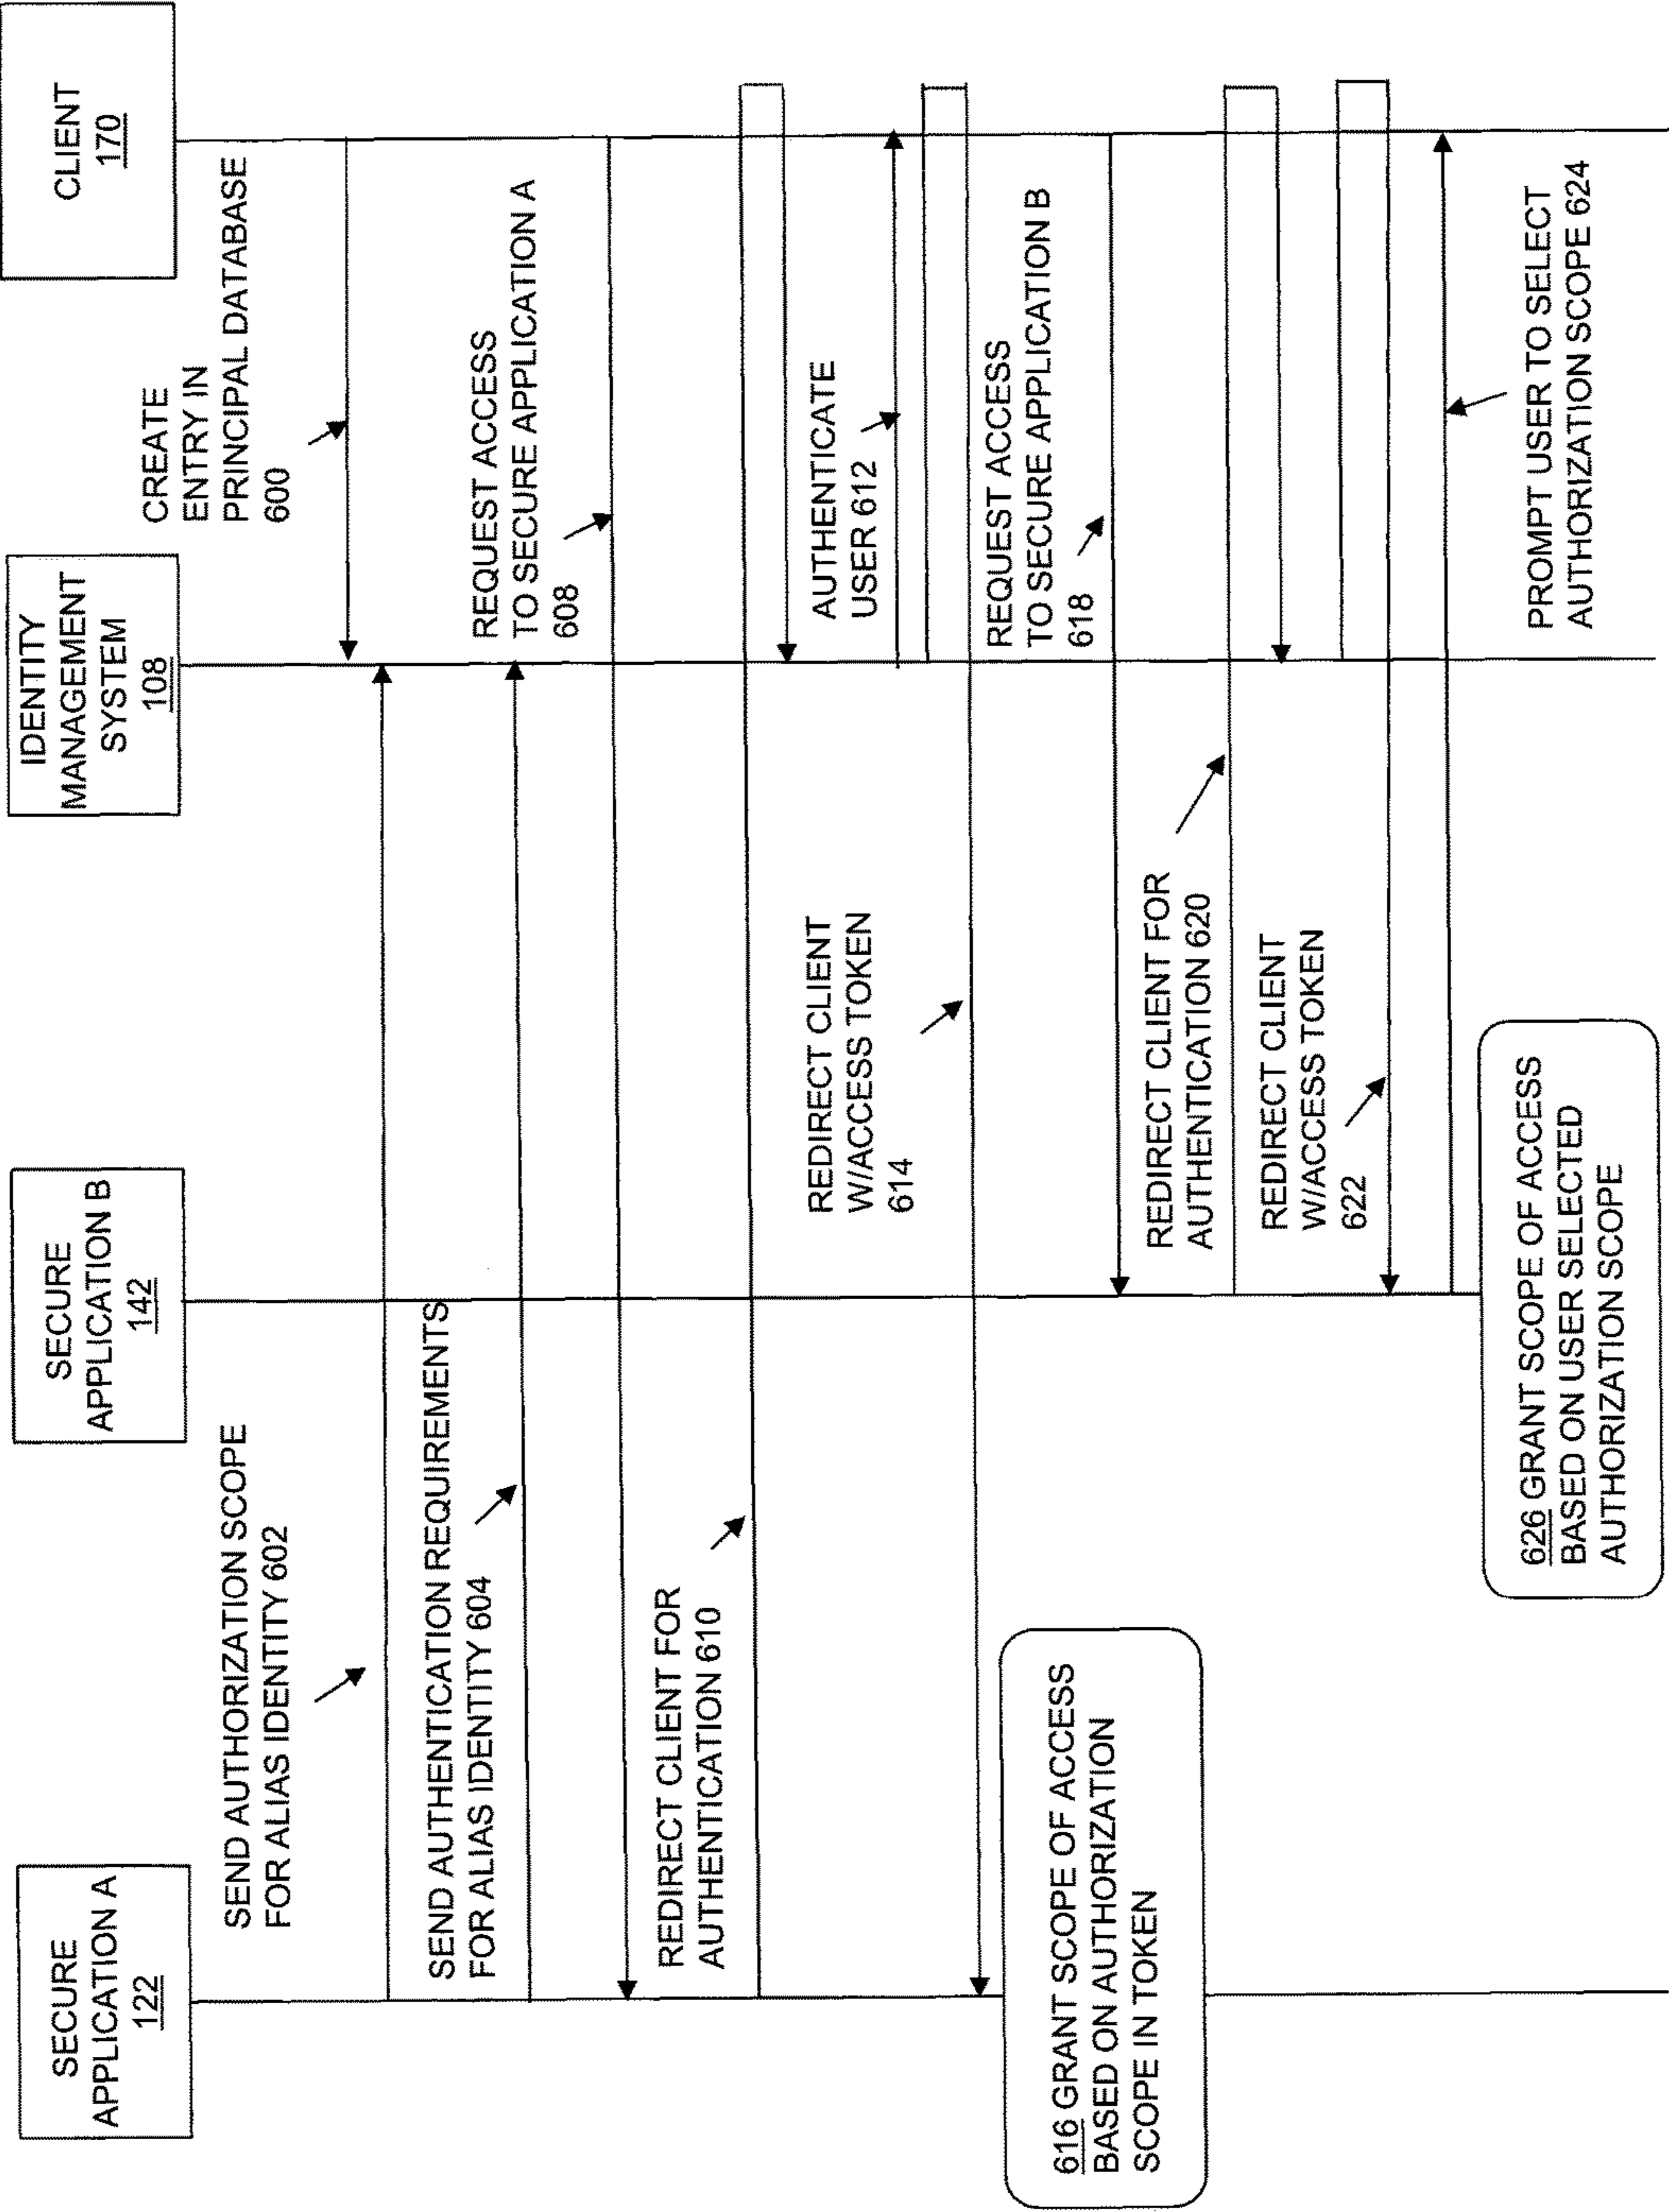 SECURE
APPLICATION A
122
SECURE
APPLICATION B
142
IDENTITY
MANAGEMENT
SYSTEM
108
CLIENT
170
CREATE
ENTRY IN
PRINCIPAL DATABASE
600
SEND AUTHORIZATION SCOPE
FOR ALIAS IDENTITY 602
SEND AUTHENTICATION REQUIREMENTS
FOR ALIAS IDENTITY 604
REQUEST ACCESS
TO SECURE APPLICATION A
608
REDIRECT CLIENT FOR
AUTHENTICATION 610
AUTHENTICATE
USER 612
REDIRECT CLIENT
W/ACCESS TOKEN
614
616 GRANT SCOPE OF ACCESS
BASED ON AUTHORIZATION
SCOPE IN TOKEN
REQUEST ACCESS
TO SECURE APPLICATION B
618
REDIRECT CLIENT FOR
AUTHENTICATION 620
REDIRECT CLIENT
W/ACCESS TOKEN
622
PROMPT USER TO SELECT
AUTHORIZATION SCOPE 624
626 GRANT SCOPE OF ACCESS
BASED ON USER SELECTED
AUTHORIZATION SCOPE